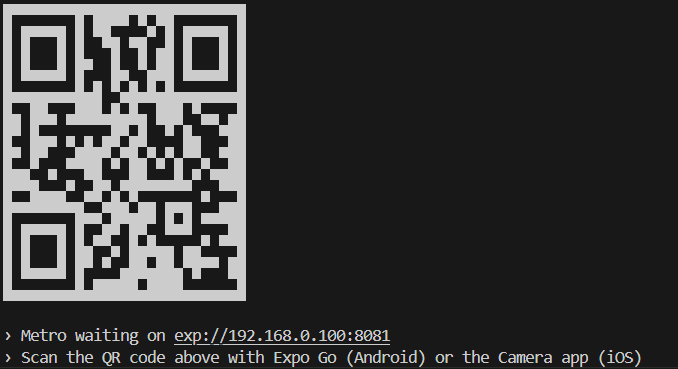 › Metro waiting on exp://192.168.0.100:8081
› Scan the QR code above with Expo Go (Android) or the Camera app (iOS)